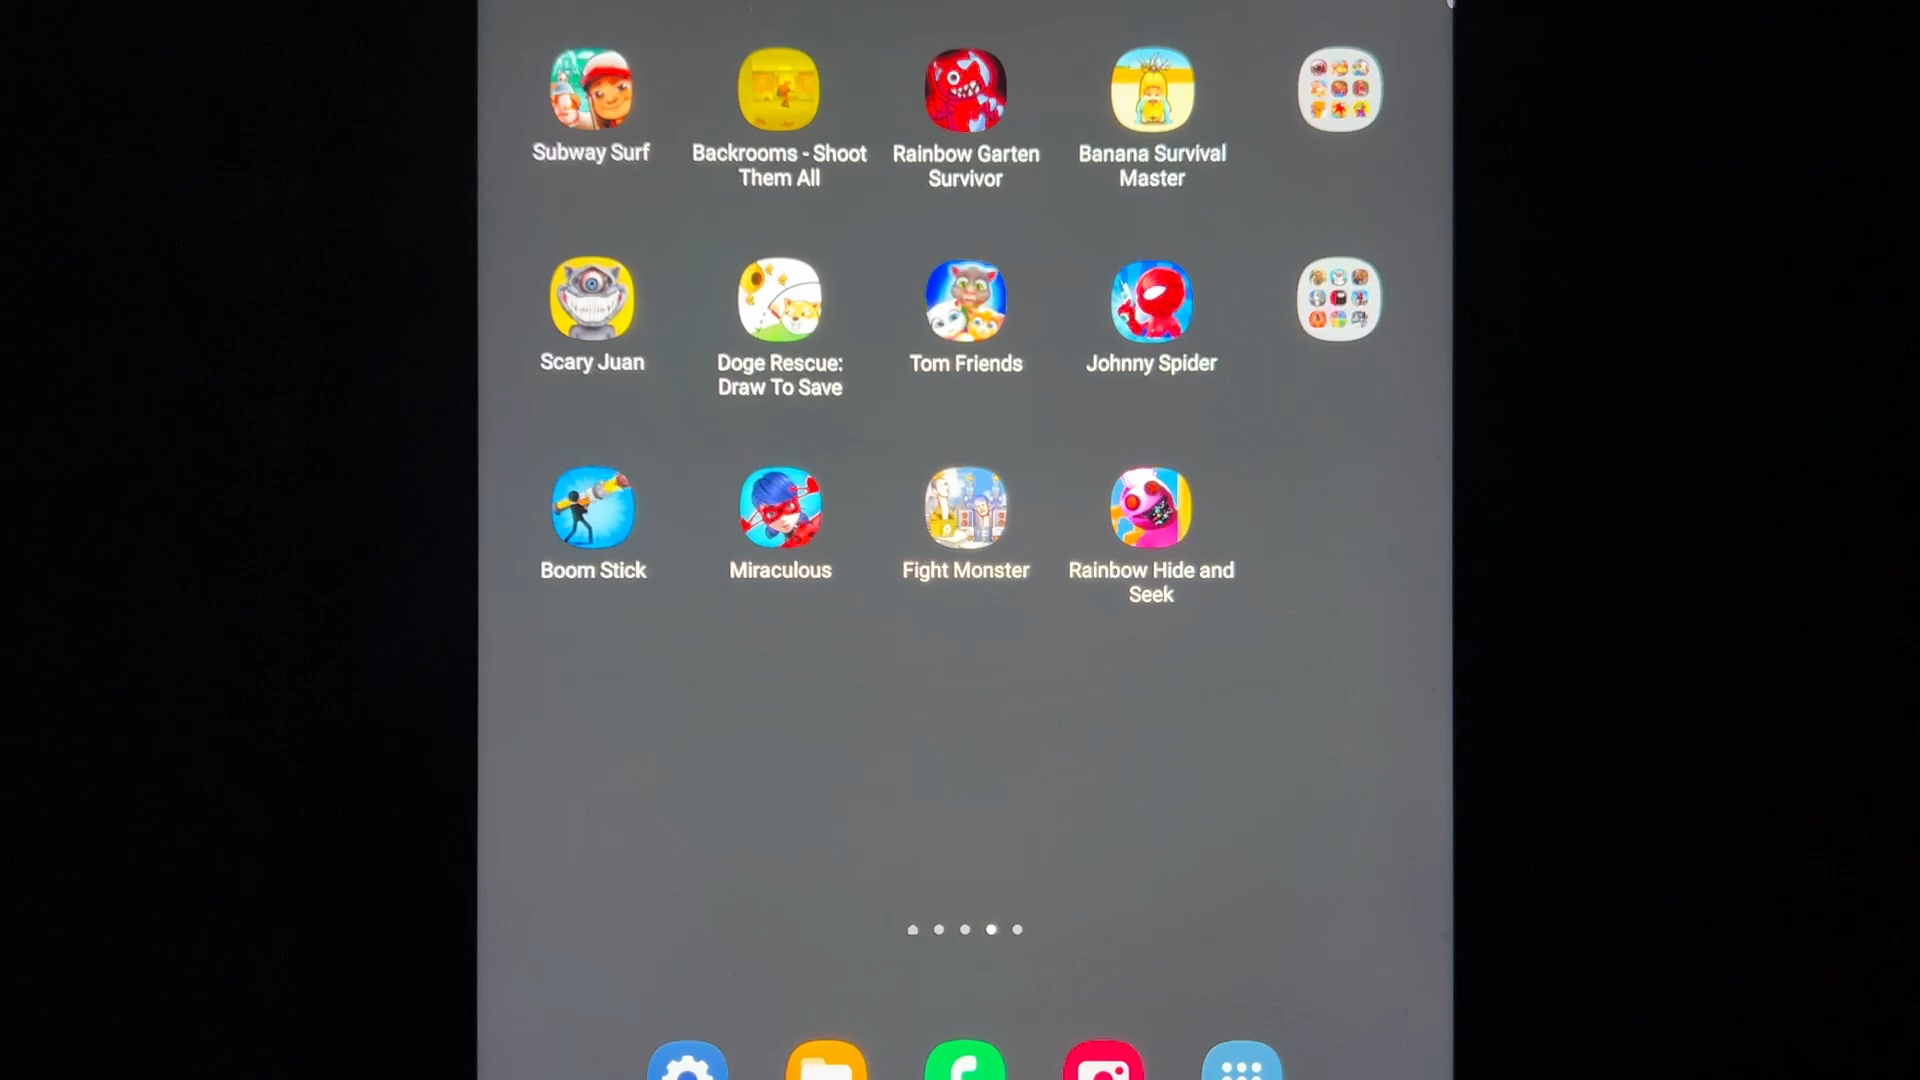 Subway Surf
Backrooms - Shoot
Them All
Rainbow Garten
Survivor
Banana Survival
Master
Scary Juan
Doge Rescue:
Draw To Save
Tom Friends
Johnny Spider
Boom Stick
Miraculous
Fight Monster
Rainbow Hide and
Seek